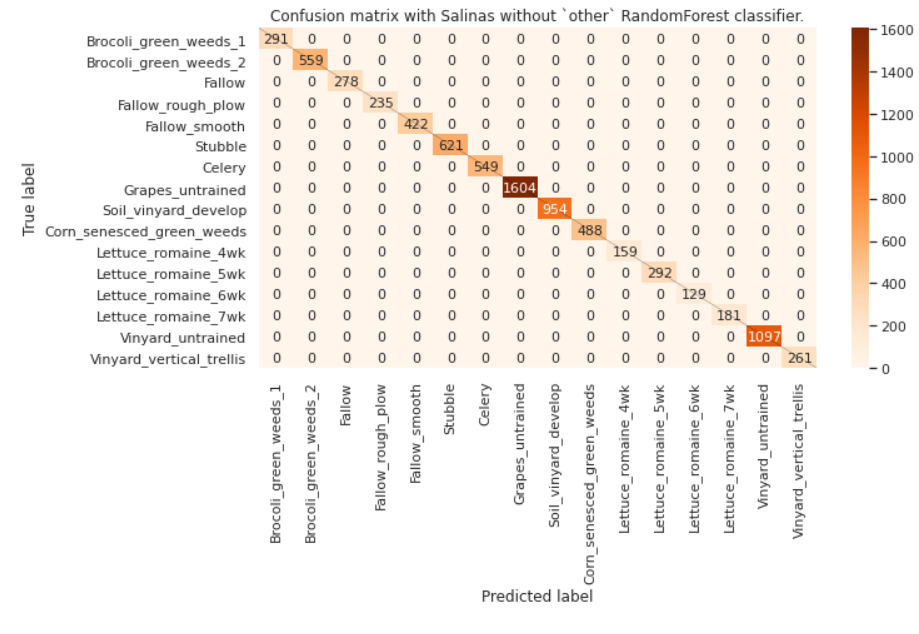 Confusion matrix with Salinas without `other` RandomForest classifier.
True label
Brocoli_green_weeds_1 291 0 0 0 0 0 0 0 0 0 0 0 0 0 0 0
Brocoli_green_weeds_2 0 559 0 0 0 0 0 0 0 0 0 0 0 0 0 0
Fallow 0 0 278 0 0 0 0 0 0 0 0 0 0 0 0 0
Fallow_rough_plow 0 0 0 235 0 0 0 0 0 0 0 0 0 0 0 0
Fallow_smooth 0 0 0 0 422 0 0 0 0 0 0 0 0 0 0 0
Stubble 0 0 0 0 0 621 0 0 0 0 0 0 0 0 0 0
Celery 0 0 0 0 0 0 549 0 0 0 0 0 0 0 0 0
Grapes_untrained 0 0 0 0 0 0 0 1604 0 0 0 0 0 0 0 0
Soil_vinyard_develop 0 0 0 0 0 0 0 0 954 0 0 0 0 0 0 0
Corn_senesced_green_weeds 0 0 0 0 0 0 0 0 0 488 0 0 0 0 0 0
Lettuce_romaine_4wk 0 0 0 0 0 0 0 0 0 0 159 0 0 0 0 0
Lettuce_romaine_5wk 0 0 0 0 0 0 0 0 0 0 0 292 0 0 0 0
Lettuce_romaine_6wk 0 0 0 0 0 0 0 0 0 0 0 0 129 0 0 0
Lettuce_romaine_7wk 0 0 0 0 0 0 0 0 0 0 0 0 0 181 0 0
Vinyard_untrained 0 0 0 0 0 0 0 0 0 0 0 0 0 0 1097 0
Vinyard_vertical_trellis 0 0 0 0 0 0 0 0 0 0 0 0 0 0 0 261
Brocoli_green_weeds_1
Brocoli_green_weeds_2
Fallow
Fallow_rough_plow
Fallow_smooth
Stubble
Celery
Grapes_untrained
Soil_vinyard_develop
Corn_senesced_green_weeds
Lettuce_romaine_4wk
Lettuce_romaine_5wk
Lettuce_romaine_6wk
Lettuce_romaine_7wk
Vinyard_untrained
Vinyard_vertical_trellis
Predicted label
1600
1400
1200
1000
800
600
400
200
0